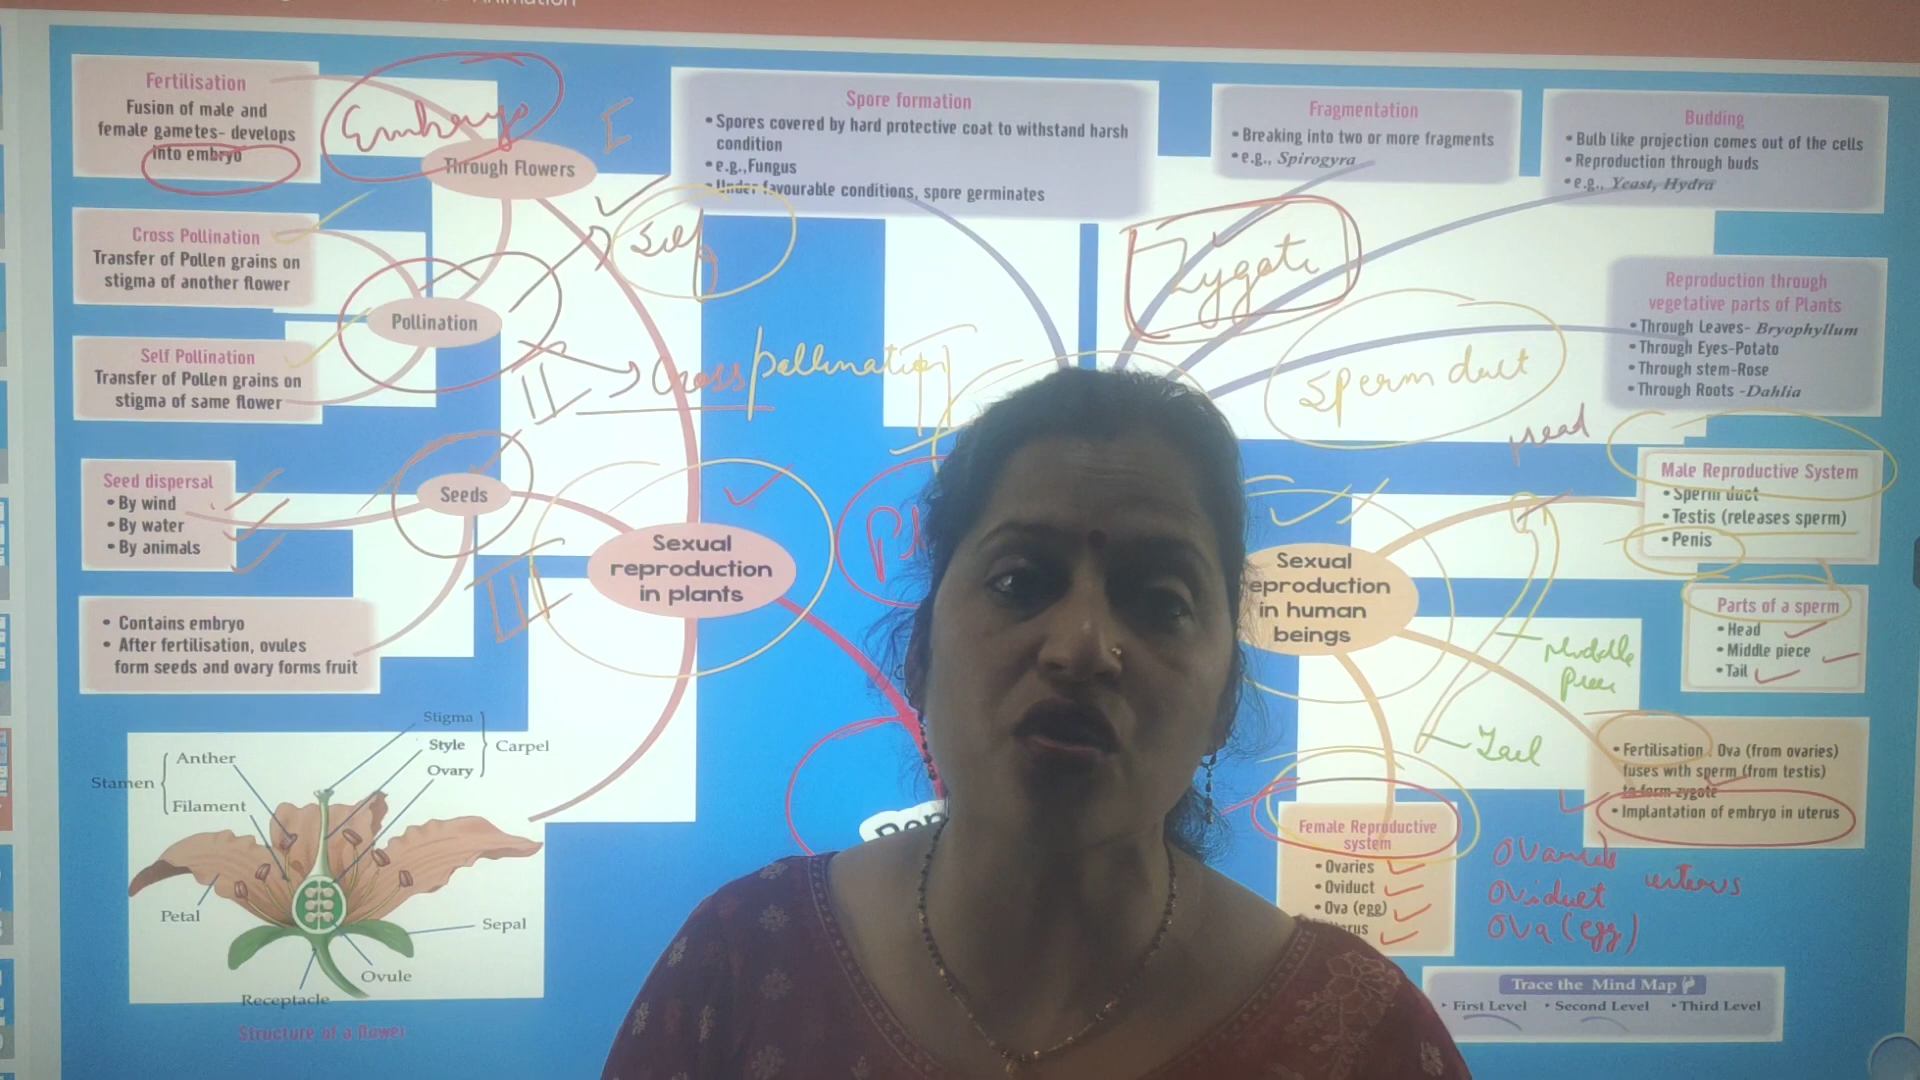 Fertilisation
Fusion of male and
female gametes- develops
into embryo
Embryo
Through Flowers
I
Spore formation
• Spores covered by hard protective coat to withstand harsh
condition
• e.g.,Fungus
• Under favourable conditions, spore germinates
Fragmentation
• Breaking into two or more fragments
• e.g., Spirogyra
Budding
• Bulb like projection comes out of the cells
• Reproduction through buds
• e.g., Yeast, Hydra
Cross Pollination
Transfer of Pollen grains on
stigma of another flower
Pollination
Self
Zygote
Reproduction through
vegetative parts of Plants
• Through Leaves- Bryophyllum
• Through Eyes-Potato
• Through stem-Rose
• Through Roots -Dahlia
Self Pollination
Transfer of Pollen grains on
stigma of same flower
II
Cross pollination
sperm duct
Head
Seed dispersal
• By wind
• By water
• By animals
Seeds
III
Sexual
reproduction
in plants
Sexual
eproduction
in human
beings
Male Reproductive System
• Sperm duct
• Testis (releases sperm)
• Penis
Parts of a sperm
• Head
• Middle piece
• Tail
Middle
Tail
• Contains embryo
• After fertilisation, ovules
form seeds and ovary forms fruit
• Fertilisation : Ova (from ovaries)
fuses with sperm (from testis)
to form zygote
• Implantation of embryo in uterus
Female Reproductive
system
• Ovaries
• Oviduct
• Ova (egg)
Ovaries
uterus
Oviduct
Ova (egg)
Stigma
Style
Ovary
Carpel
Anther
Stamen
Filament
Petal
Sepal
Ovule
Receptacle
Structure of a flower
Trace the Mind Map
• First Level • Second Level • Third Level